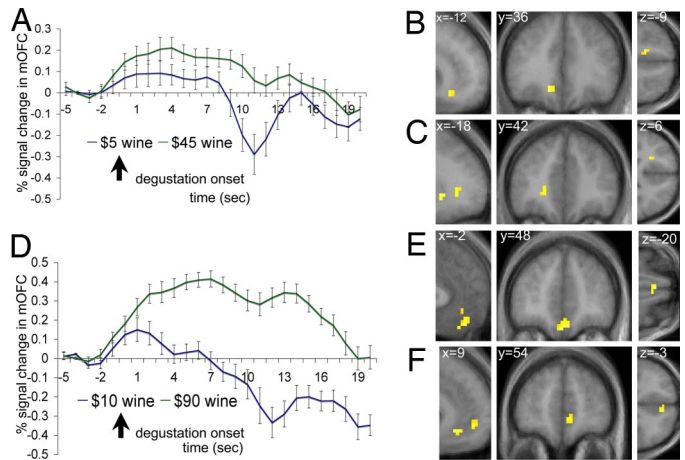 A
% signal change in mOFC
0.3
0.2
0.1
0
-0.1
-0.2
-0.3
-0.4
-0.5
-5 -2 1 4 7 10 13 16 19
$5 wine $45 wine
degustation onset
time (sec)
B
x=-12 y=36 z=-9
C
x=-18 y=42 z=6
D
% signal change in mOFC
0.5
0.4
0.3
0.2
0.1
0
-0.1
-0.2
-0.3
-0.4
-0.5
-5 -2 1 4 7 10 13 16 19
$10 wine $90 wine
degustation onset
time (sec)
E
x=-2 y=48 z=-20
F
x=9 y=54 z=-3